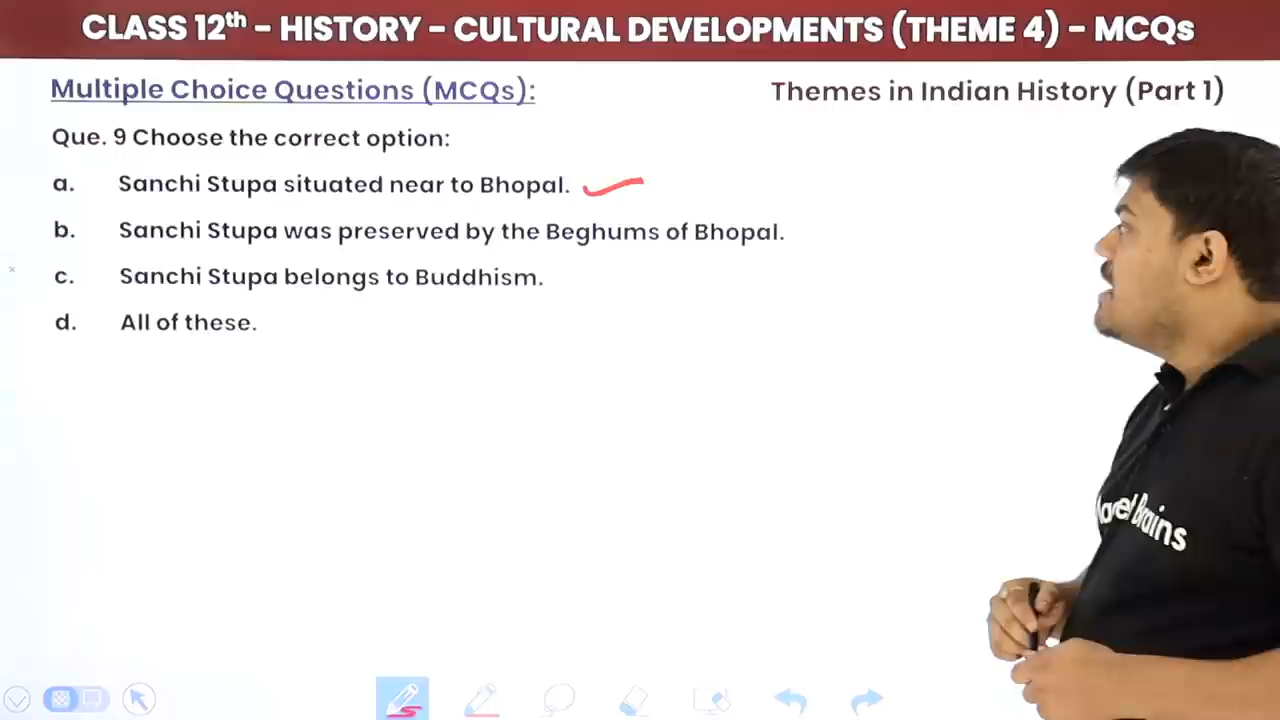 CLASS 12th – HISTORY – CULTURAL DEVELOPMENTS (THEME 4) – MCQs
Multiple Choice Questions (MCQs): Themes in Indian History (Part 1)
Que. 9 Choose the correct option:
a. Sanchi Stupa situated near to Bhopal.
b. Sanchi Stupa was preserved by the Beghums of Bhopal.
c. Sanchi Stupa belongs to Buddhism.
d. All of these.
Brains